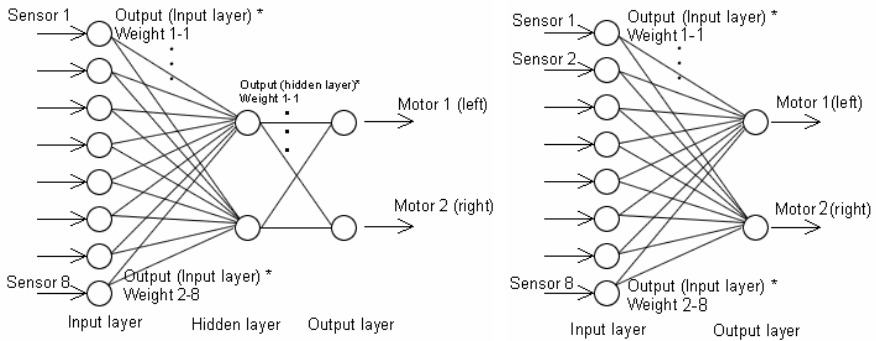 Sensor 1
Output (Input layer) *
Weight 1-1
Output (hidden layer)*
Weight 1-1
Motor 1 (left)
Motor 2 (right)
Sensor 8
Output (Input layer) *
Weight 2-8
Input layer
Hidden layer
Output layer
Sensor 1
Output (Input layer) *
Weight 1-1
Sensor 2
Motor 1(left)
Motor 2(right)
Sensor 8
Output (Input layer) *
Weight 2-8
Input layer
Output layer